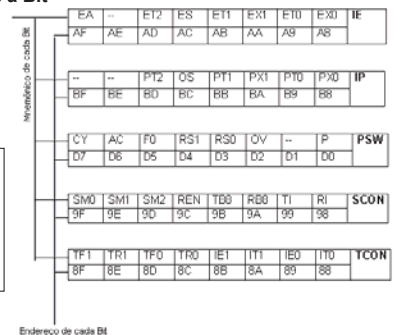 a Bit
Mnemônico de cada Bit
EA -- ET2 ES ET1 EX1 ET0 EX0 IE
AF AE AD AC AB AA A9 A8
-- -- PT2 OS PT1 PX1 PT0 PX0 IP
BF BE BD BC BB BA B9 B8
CY AC F0 RS1 RS0 OV -- P PSW
D7 D6 D5 D4 D3 D2 D1 D0
SM0 SM1 SM2 REN TB8 RB8 TI RI SCON
9F 9E 9D 9C 9B 9A 99 98
TF1 TR1 TF0 TR0 IE1 IT1 IE0 IT0 TCON
8F 8E 8D 8C 8B 8A 89 88
Endereço de cada Bit